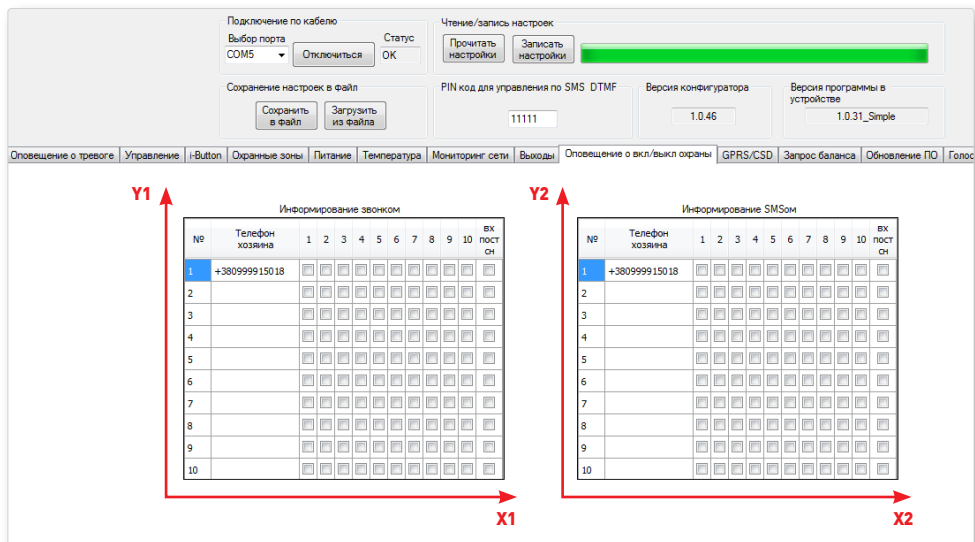 Подключение по кабелю
Выбор порта
Статус
COM5
Отключиться
OK
Чтение/запись настроек
Прочитать
настройки
Записать
настройки
Сохранение настроек в файл
Сохранить
в файл
Загрузить
из файла
PIN код для управления по SMS DTMF
11111
Версия конфигуратора
1.0.46
Версия программы в
устройстве
1.0.31_Simple
Оповещение о тревоге Управление i-Button Охранные зоны Питание Температура Мониторинг сети Выходы Оповещение о вкл/выкл охраны GPRS/CSD Запрос баланса Обновление ПО Голос
Y1
Информирование звонком
№ Телефон хозяина 1 2 3 4 5 6 7 8 9 10 вх пост сн
1 +380999915018
2
3
4
5
6
7
8
9
10
X1
Y2
Информирование SMSом
№ Телефон хозяина 1 2 3 4 5 6 7 8 9 10 вх пост сн
1 +380999915018
2
3
4
5
6
7
8
9
10
X2